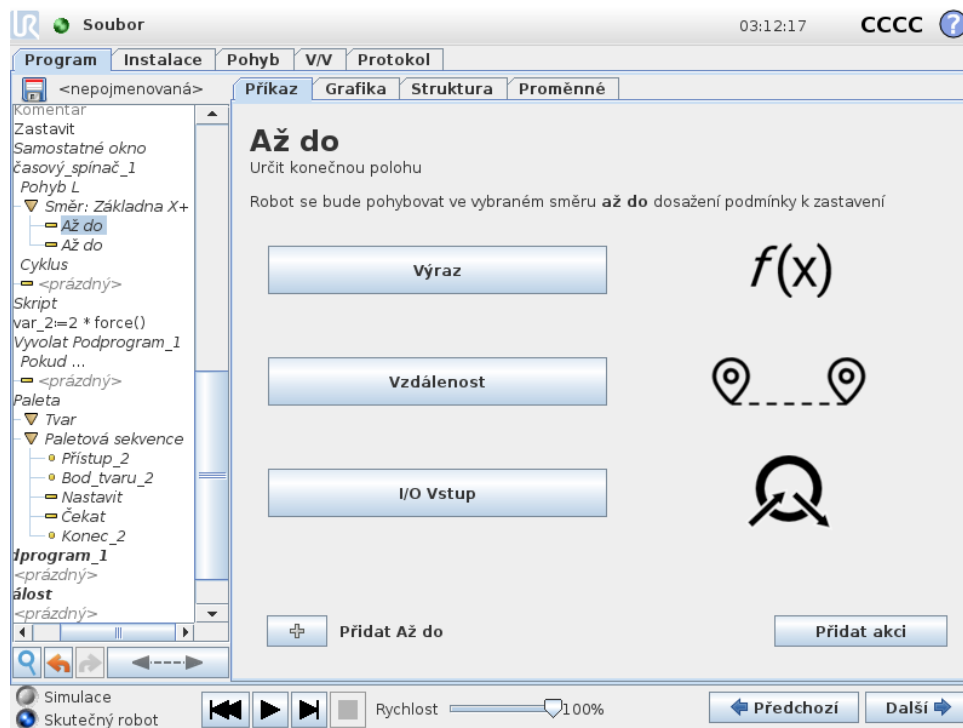 UR Soubor 03:12:17 CCCC ?
Program Instalace Pohyb V/V Protokol
<nepojmenovaná> Příkaz Grafika Struktura Proměnné
Komentář
Zastavit
Samostatné okno
časový_spínač_1
Pohyb L
Směr: Základna X+
Až do
Až do
Cyklus
<prázdný>
Skript
var_2:=2 * force()
Vyvolat Podprogram_1
Pokud ...
<prázdný>
Paleta
Tvar
Paletová sekvence
Přístup_2
Bod_tvaru_2
Nastavit
Čekat
Konec_2
dprogram_1
<prázdný>
álost
<prázdný>
Až do
Určit konečnou polohu
Robot se bude pohybovat ve vybraném směru až do dosažení podmínky k zastavení
Výraz f(x)
Vzdálenost
I/O Vstup
Přidat Až do Přidat akci
Simulace
Skutečný robot
Rychlost 100% Předchozí Další